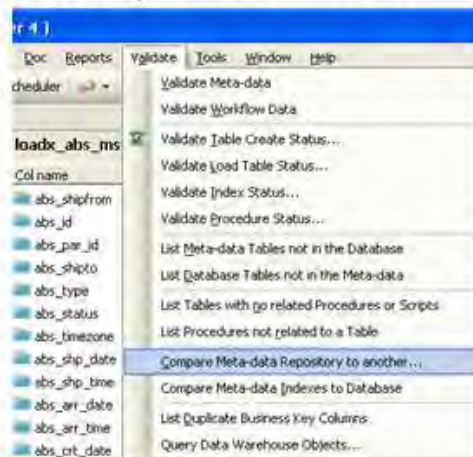 r 4 )
Doc Reports Validate Tools Window Help
cheduler
loadx_abs_ms
Col name
abs_shipfrom
abs_id
abs_par_id
abs_shipto
abs_type
abs_status
abs_timezone
abs_shp_date
abs_shp_time
abs_arr_date
abs_arr_time
abs_crt_date
Validate Meta-data
Validate Workflow Data
Validate Table Create Status...
Validate Load Table Status...
Validate Index Status...
Validate Procedure Status...
List Meta-data Tables not in the Database
List Database Tables not in the Meta-data
List Tables with no related Procedures or Scripts
List Procedures not related to a Table
Compare Meta-data Repository to another...
Compare Meta-data Indexes to Database
List Duplicate Business Key Columns
Query Data Warehouse Objects...